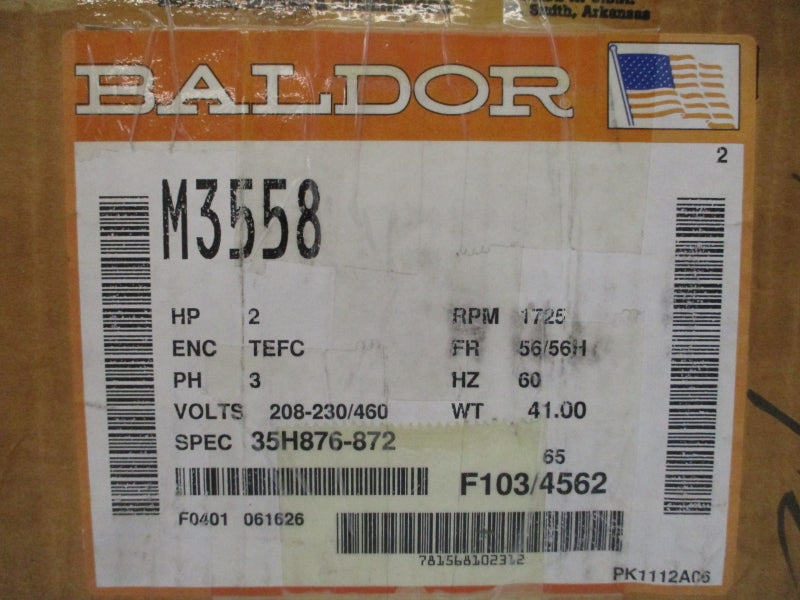 Smith, Arkansas
BALDOR
2
M3558
HP 2 RPM 1725
ENC TEFC FR 56/56H
PH 3 HZ 60
VOLTS 208-230/460 WT 41.00
SPEC 35H876-872
65
F103/4562
F0401 061626
781568102312
PK1112A06